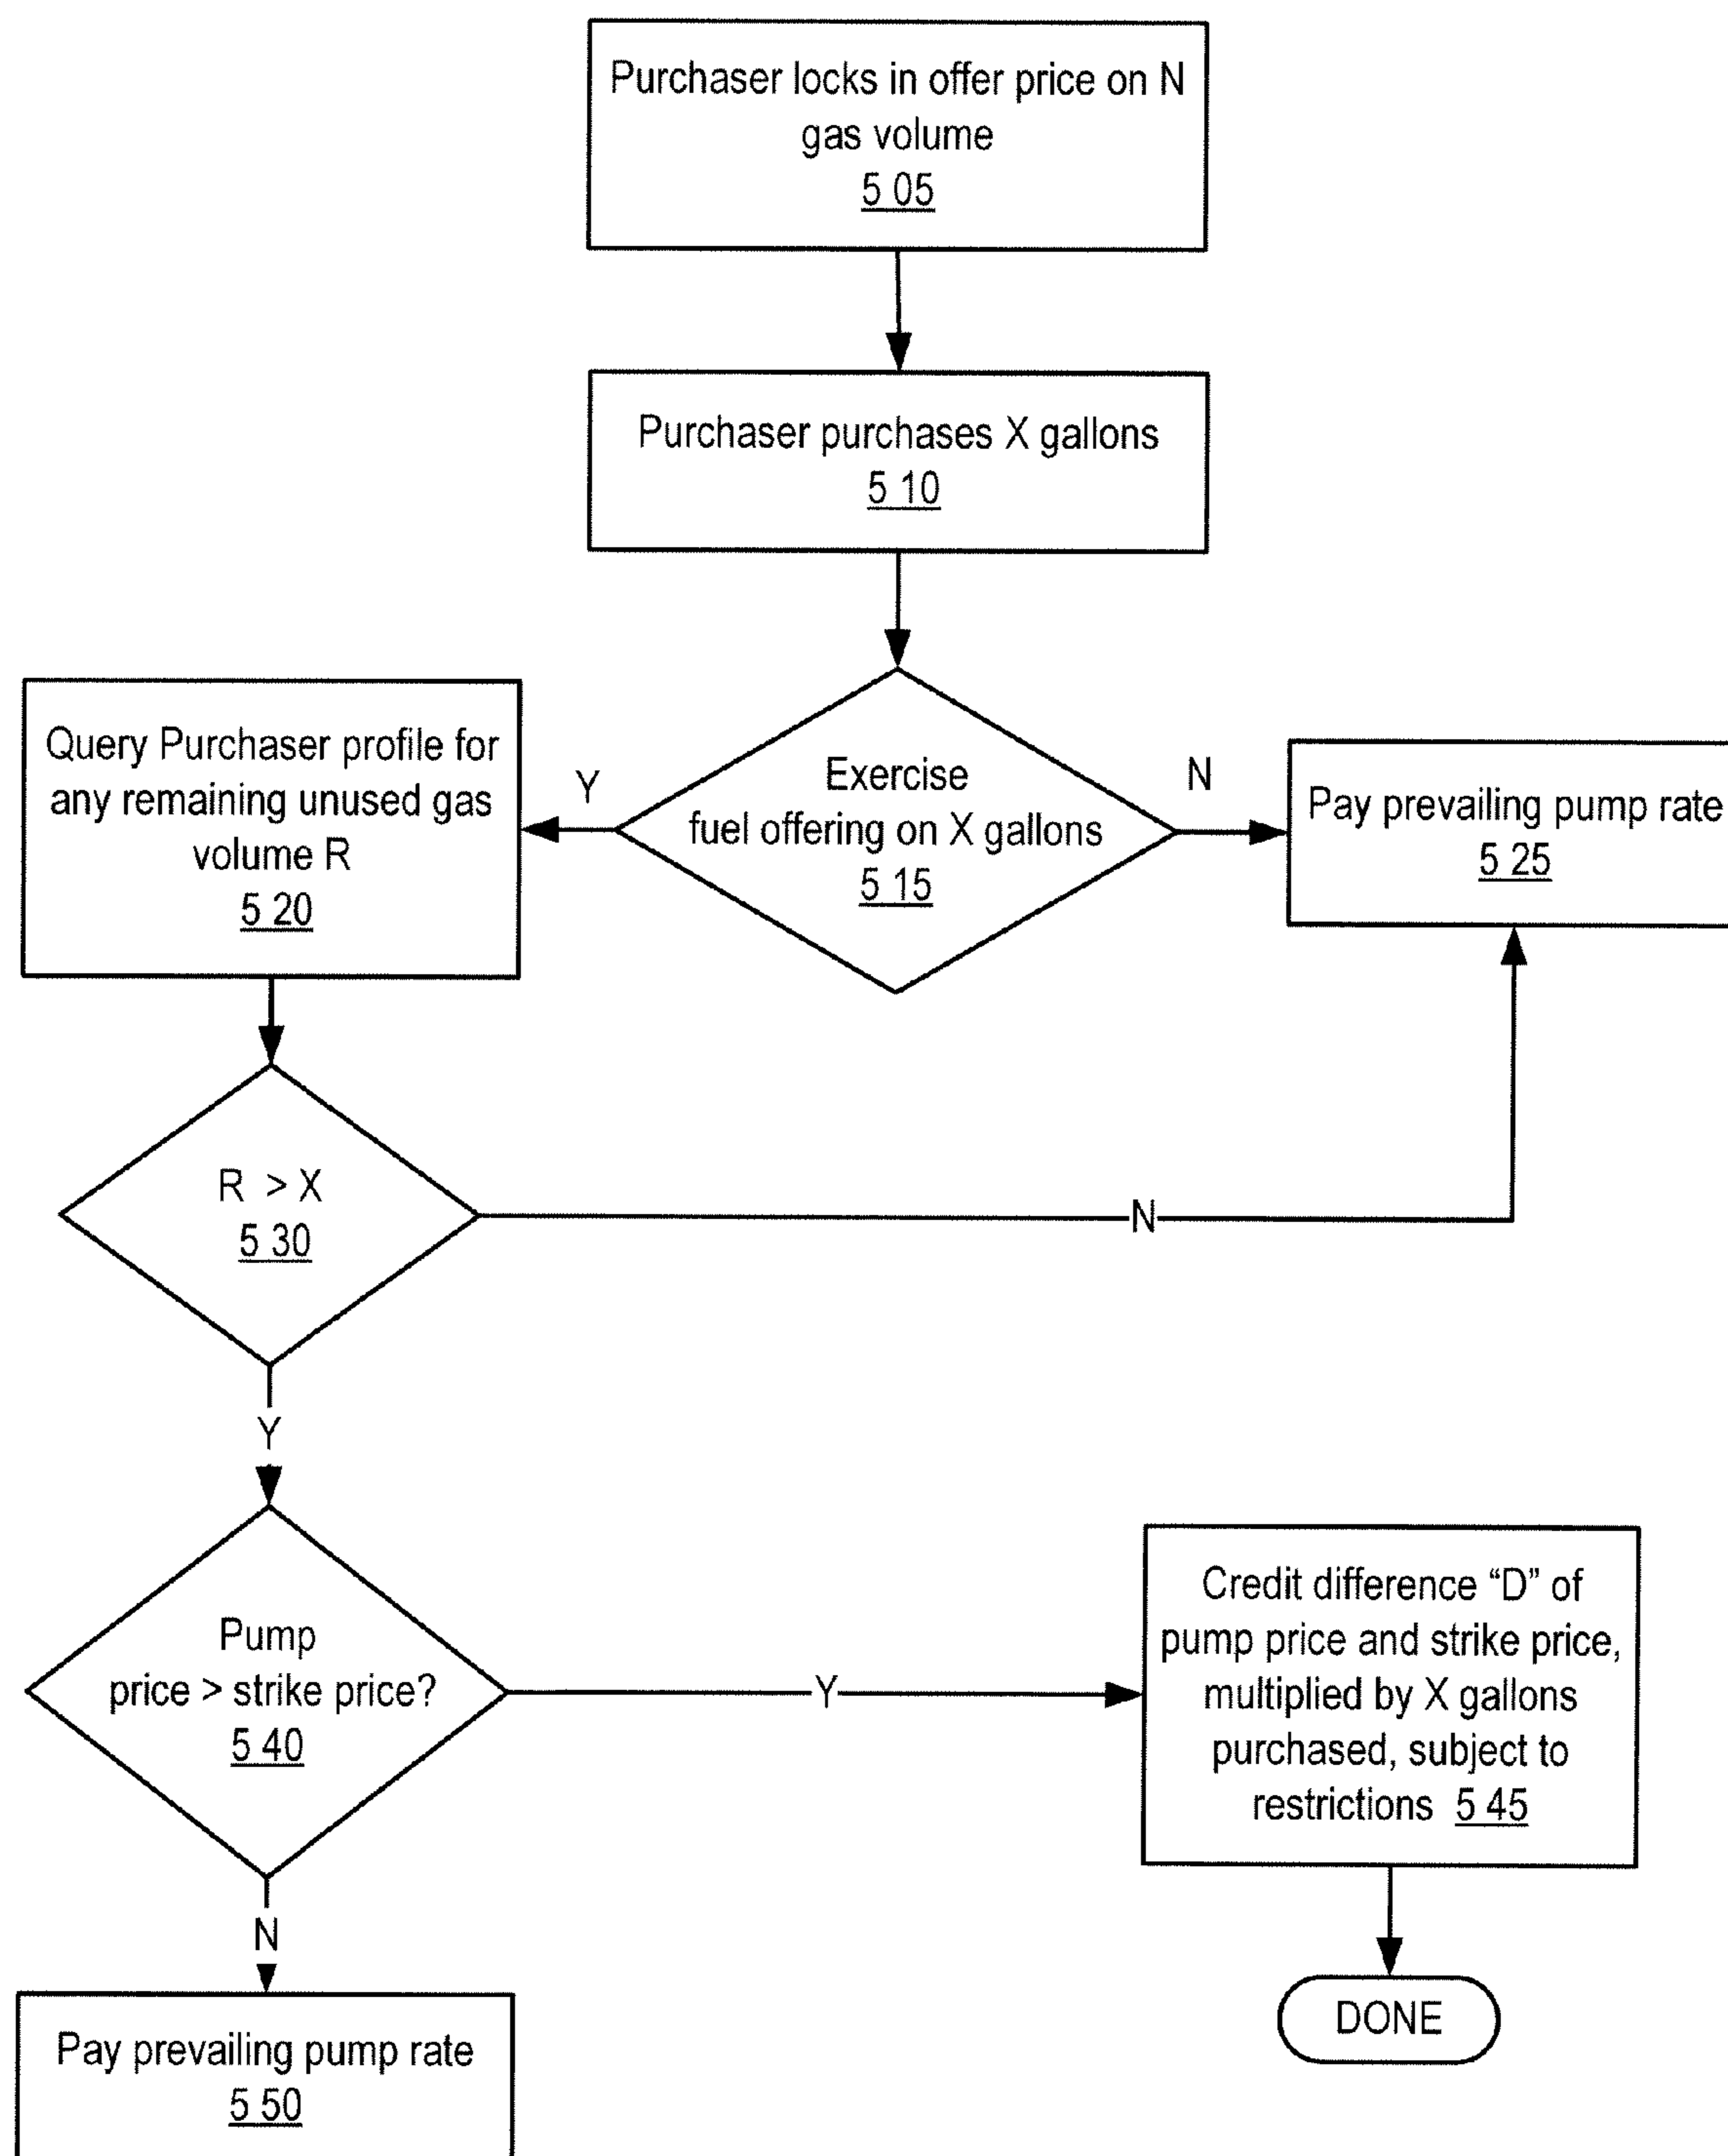 Purchaser locks in offer price on N
gas volume
5 05
Purchaser purchases X gallons
5 10
Exercise
fuel offering on X gallons
5 15
Y
N
Query Purchaser profile for
any remaining unused gas
volume R
5 20
Pay prevailing pump rate
5 25
R > X
5 30
N
Y
Pump
price > strike price?
5 40
Y
Credit difference “D” of
pump price and strike price,
multiplied by X gallons
purchased, subject to
restrictions 5 45
N
DONE
Pay prevailing pump rate
5 50